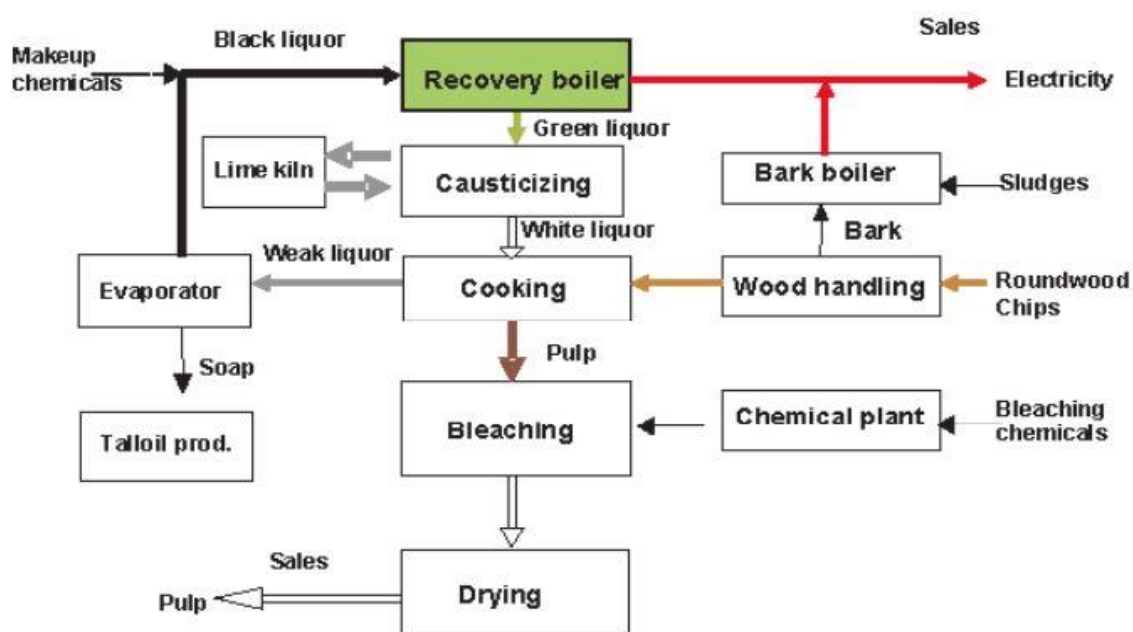 Sales
Black liquor
Makeup
chemicals
Recovery boiler
Electricity
Green liquor
Lime kiln
Causticizing
Bark boiler
Sludges
White liquor
Bark
Weak liquor
Evaporator
Cooking
Wood handling
Roundwood
Chips
Soap
Pulp
Talloil prod.
Bleaching
Chemical plant
Bleaching
chemicals
Sales
Pulp
Drying